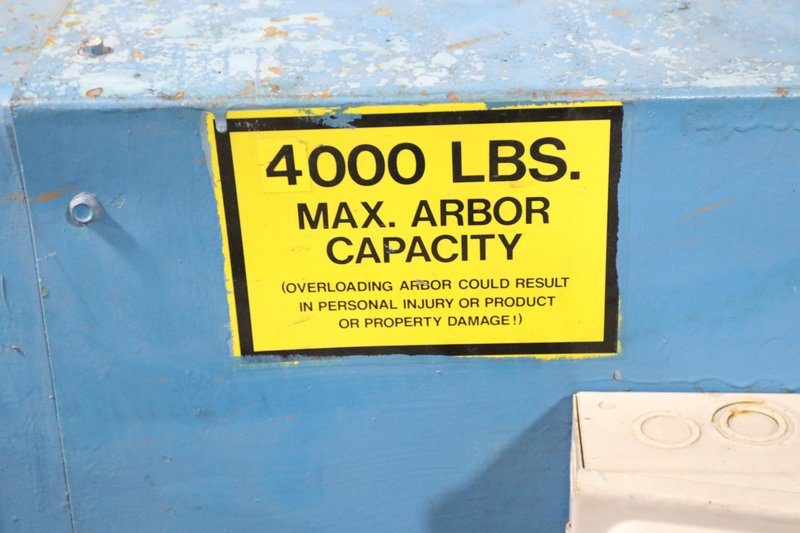 4000 LBS.
MAX. ARBOR
CAPACITY
(OVERLOADING ARBOR COULD RESULT
IN PERSONAL INJURY OR PRODUCT
OR PROPERTY DAMAGE!)